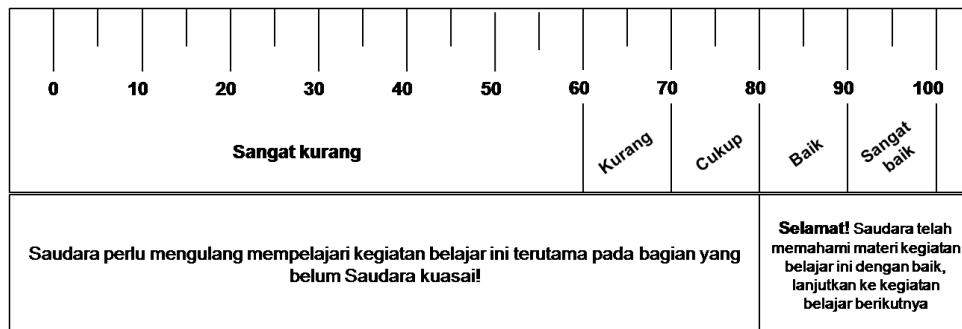 0 10 20 30 40 50 60 70 80 90 100
Sangat kurang
Kurang
Cukup
Baik
Sangat
baik
Saudara perlu mengulang mempelajari kegiatan belajar ini terutama pada bagian yang
belum Saudara kuasai!
Selamat! Saudara telah
memahami materi kegiatan
belajar ini dengan baik,
lanjutkan ke kegiatan
belajar berikutnya